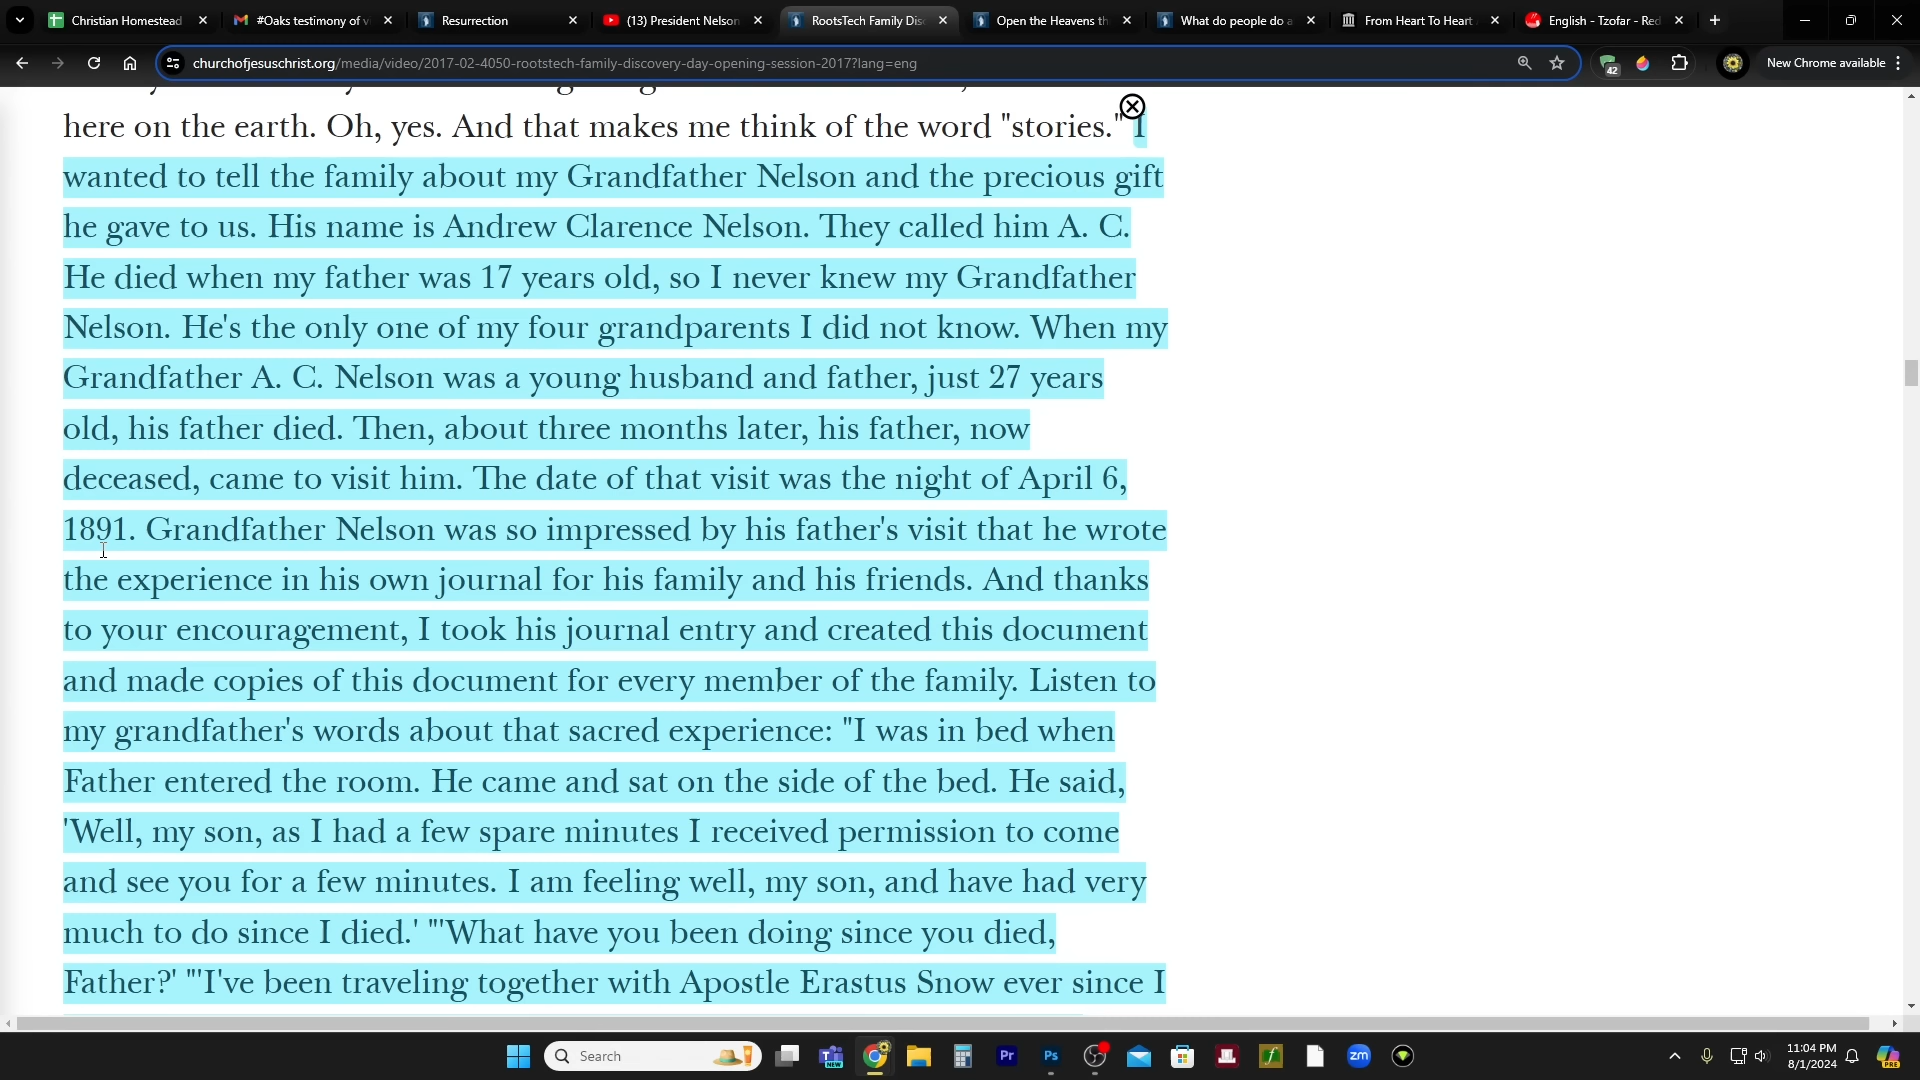 Christian Homestead
#Oaks testimony of v
Resurrection
(13) President Nelson
RootsTech Family Dis
Open the Heavens th
What do people do a
From Heart To Heart
English - Tzofar - Red
churchofjesuschrist.org/media/video/2017-02-4050-rootstech-family-discovery-day-opening-session-2017?lang=eng
42
New Chrome available
here on the earth. Oh, yes. And that makes me think of the word "stories." I
wanted to tell the family about my Grandfather Nelson and the precious gift
he gave to us. His name is Andrew Clarence Nelson. They called him A. C.
He died when my father was 17 years old, so I never knew my Grandfather
Nelson. He's the only one of my four grandparents I did not know. When my
Grandfather A. C. Nelson was a young husband and father, just 27 years
old, his father died. Then, about three months later, his father, now
deceased, came to visit him. The date of that visit was the night of April 6,
1891. Grandfather Nelson was so impressed by his father's visit that he wrote
the experience in his own journal for his family and his friends. And thanks
to your encouragement, I took his journal entry and created this document
and made copies of this document for every member of the family. Listen to
my grandfather's words about that sacred experience: "I was in bed when
Father entered the room. He came and sat on the side of the bed. He said,
'Well, my son, as I had a few spare minutes I received permission to come
and see you for a few minutes. I am feeling well, my son, and have had very
much to do since I died.' "'What have you been doing since you died,
Father?' "'I've been traveling together with Apostle Erastus Snow ever since I
Search
NEW
Pr
Ps
zm
11:04 PM
8/1/2024
PRE